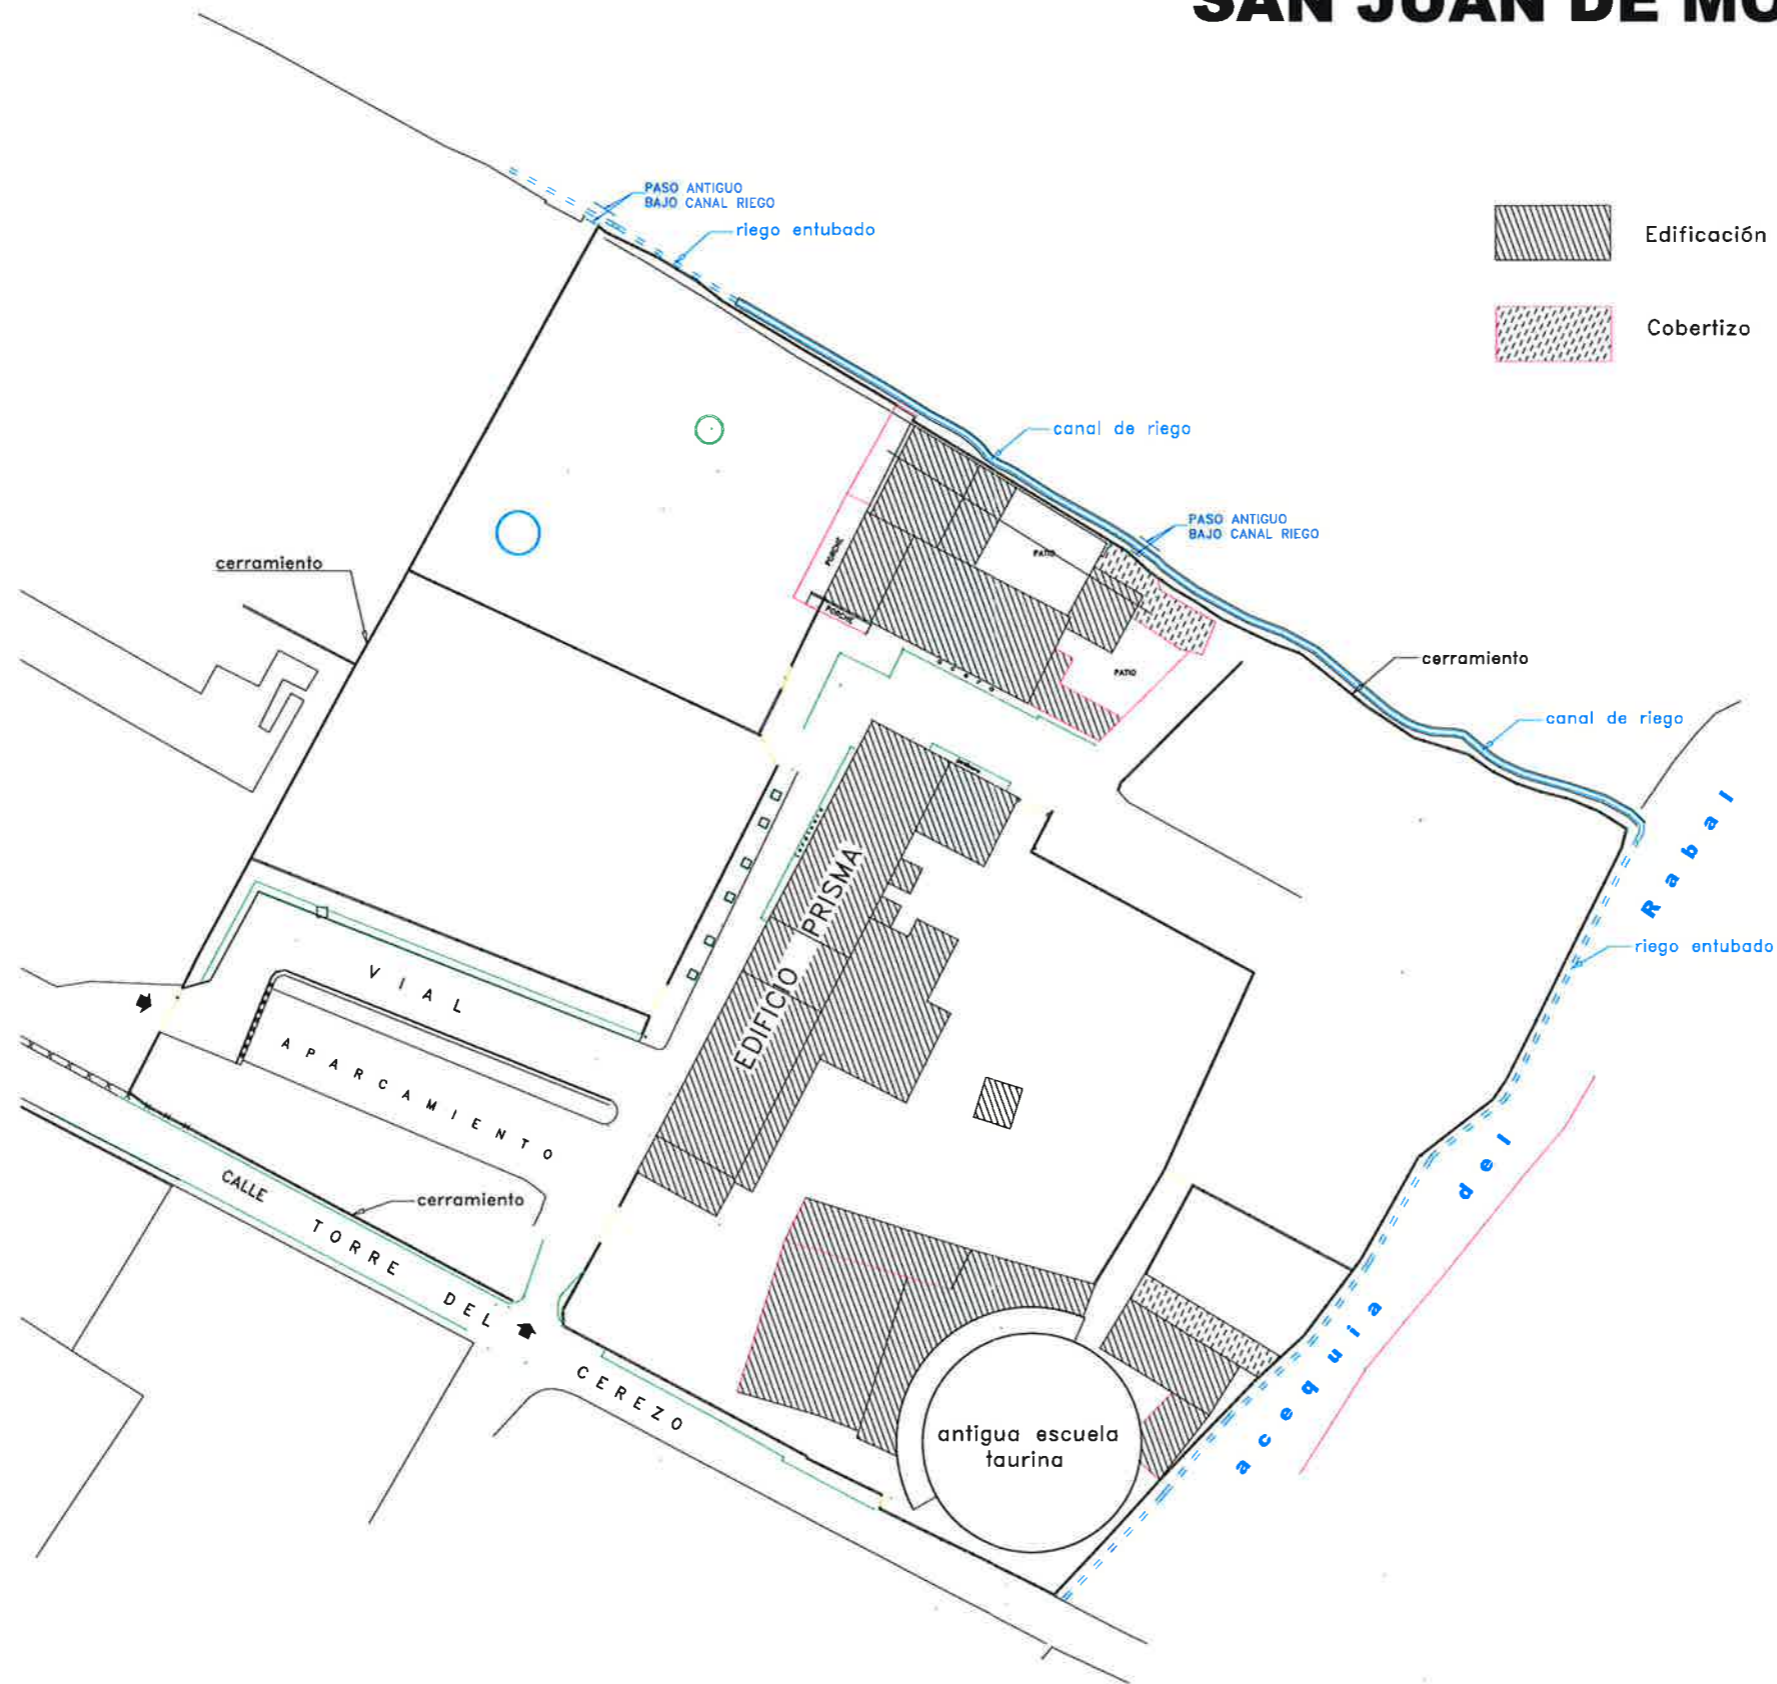 SAN JUAN DE MO
PASO ANTIGUO
BAJO CANAL RIEGO
riego entubado
Edificación
Cobertizo
canal de riego
PASO ANTIGUO
BAJO CANAL RIEGO
PORCHE
PATIO
cerramiento
PORCHE
PATIO
cerramiento
canal de riego
EDIFICIO PRISMA
riego entubado
VIAL
APARCAMIENTO
cerramiento
CALLE TORRE DEL CEREZO
antigua escuela
taurina
acequia del Rabal